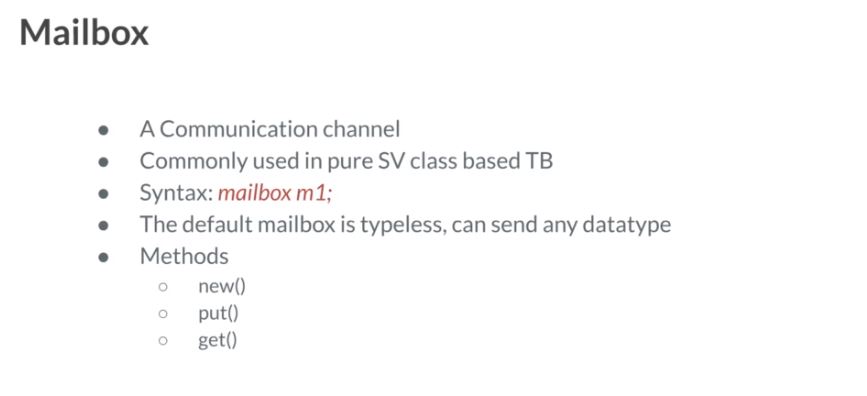 Mailbox
● A Communication channel
● Commonly used in pure SV class based TB
● Syntax: mailbox m1;
● The default mailbox is typeless, can send any datatype
● Methods
○ new()
○ put()
○ get()